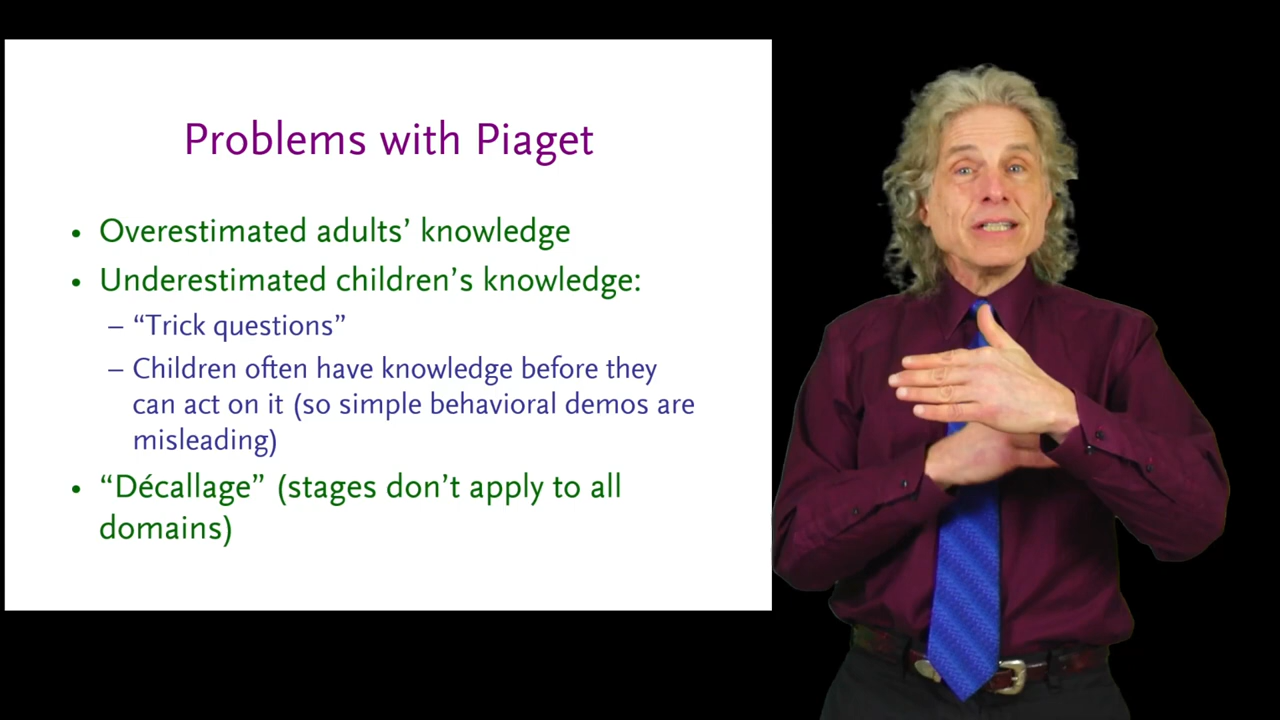 Problems with Piaget
• Overestimated adults’ knowledge
• Underestimated children’s knowledge:
– “Trick questions”
– Children often have knowledge before they
can act on it (so simple behavioral demos are
misleading)
• “Décallage” (stages don’t apply to all
domains)